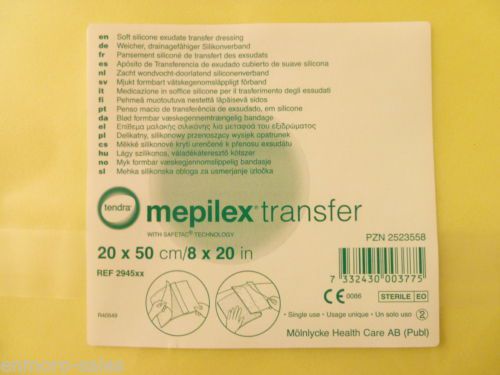 en Soft silicone exudate transfer dressing
de Weicher, drainagefähiger Silikonverband
fr Pansement siliconé de transfert des exsudats
es Apósito de Transferencia de exudado cubierto de suave silicona
nl Zacht wondvocht-doorlatend siliconenverband
sv Mjukt formbar vätskegenomsläppligt förband
it Medicazione in soffice silicone per il trasferimento degli essudati
fi Pehmeä muotoutuva nestettä läpäisevä sidos
pt Penso macio de transferência de exsudado, em silicone
da Blød formbar væskegennemtrængelig bandage
el Επίθεμα μαλακής σιλικόνης για μεταφορά του εξιδρώματος
pl Delikatny, silikonowy przenoszący wysięk opatrunek
cs Měkké silikonové krytí určené k přenosu exsudátu
hu Lágy szilikonos, váladékáteresztő kötszer
no Myk formbar væskegjennomslippelig bandasje
sl Mehka silikonska obloga za usmerjanje izločka
tendra
mepilex® transfer
WITH SAFETAC® TECHNOLOGY
20 x 50 cm/8 x 20 in
REF 2945xx
PZN 2523558
7 332430 003775
CE 0086
STERILE EO
• Single use • Usage unique • Un solo uso 2
Mölnlycke Health Care AB (Publ)